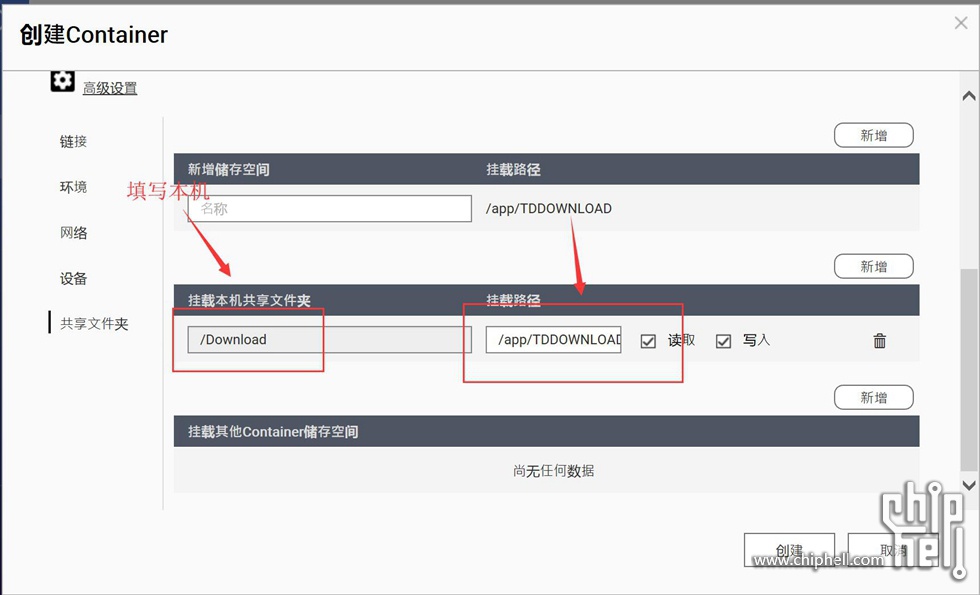 创建Container
高级设置
链接
环境
网络
设备
共享文件夹
新增
新增储存空间 挂载路径
填写本机
名称 /app/TDDOWNLOAD
新增
挂载本机共享文件夹 挂载路径
/Download /app/TDDOWNLOAD 读取 写入
新增
挂载其他Container储存空间
尚无任何数据
创建 取消
chip hell
www.chiphell.com